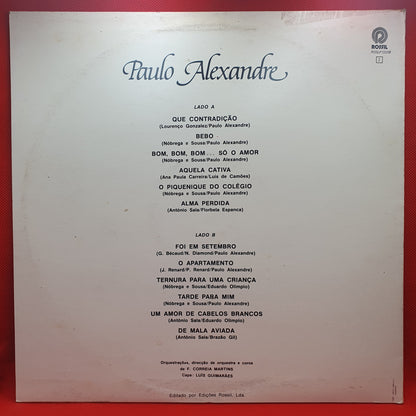 ROSSIL
Paulo Alexandre
LADO A
QUE CONTRADIÇÃO
(Lourenço Gonzalez/Paulo Alexandre)
BEBO
(Nóbrega e Sousa/Paulo Alexandre)
BOM, BOM, BOM... SÓ O AMOR
(Nóbrega e Sousa/Paulo Alexandre)
AQUELA CATIVA
(Ana Paula Carreira/Luis de Camões)
O PIQUENIQUE DO COLÉGIO
(Nóbrega e Sousa/Paulo Alexandre)
ALMA PERDIDA
(António Sala/Florbela Espanca)
LADO B
FOI EM SETEMBRO
(G. Bécaud/N. Diamond/Paulo Alexandre)
O APARTAMENTO
(J. Renard/P. Renard/Paulo Alexandre)
TERNURA PARA UMA CRIANÇA
(Nóbrega e Sousa/Eduardo Olímpio)
TARDE PARA MIM
(Nóbrega e Sousa/Paulo Alexandre)
UM AMOR DE CABELOS BRANCOS
(António Sala/Eduardo Olímpio)
DE MALA AVIADA
(António Sala/Brazão Gil)
Orquestrações, direcção de orquestra e coros
de F. CORREIA MARTINS
Capa: LUÍS GUIMARÃES
Editado por Edições Rossil, Lda.